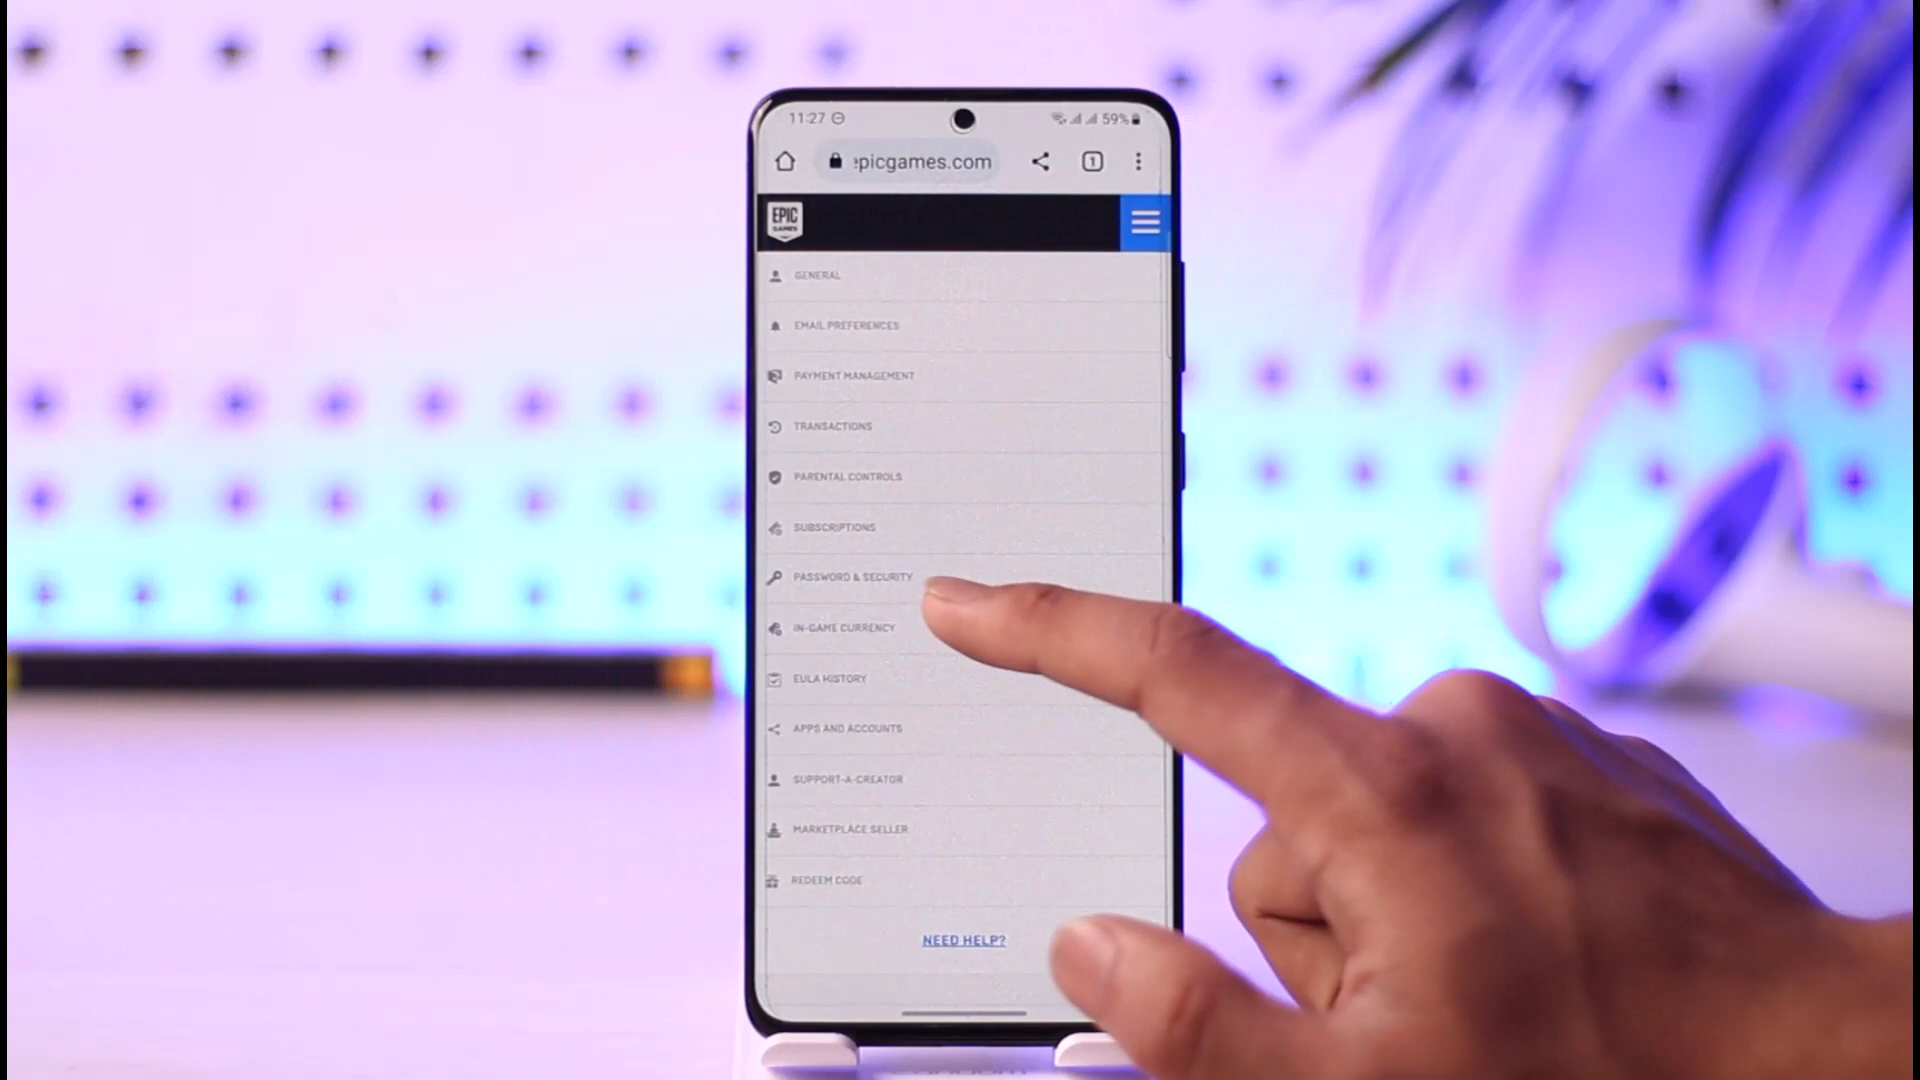 11:27
59%
epicgames.com
1
EPIC
GAMES
GENERAL
EMAIL PREFERENCES
PAYMENT MANAGEMENT
TRANSACTIONS
PARENTAL CONTROLS
SUBSCRIPTIONS
PASSWORD & SECURITY
IN-GAME CURRENCY
EULA HISTORY
APPS AND ACCOUNTS
SUPPORT-A-CREATOR
MARKETPLACE SELLER
REDEEM CODE
NEED HELP?